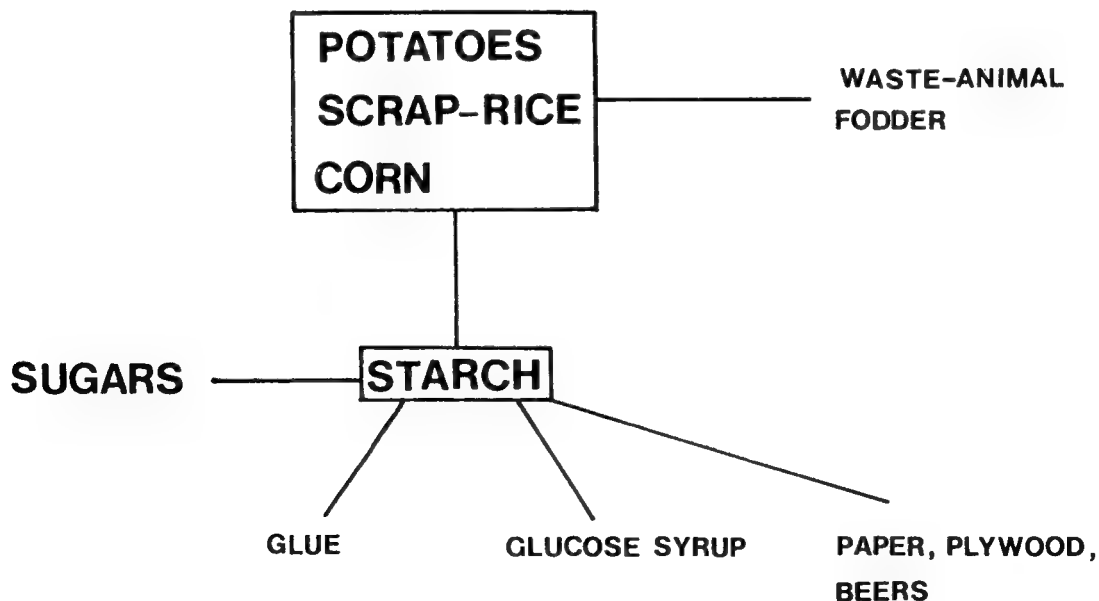 POTATOES
SCRAP-RICE
CORN
WASTE-ANIMAL
FODDER
SUGARS
STARCH
GLUE
GLUCOSE SYRUP
PAPER, PLYWOOD,
BEERS